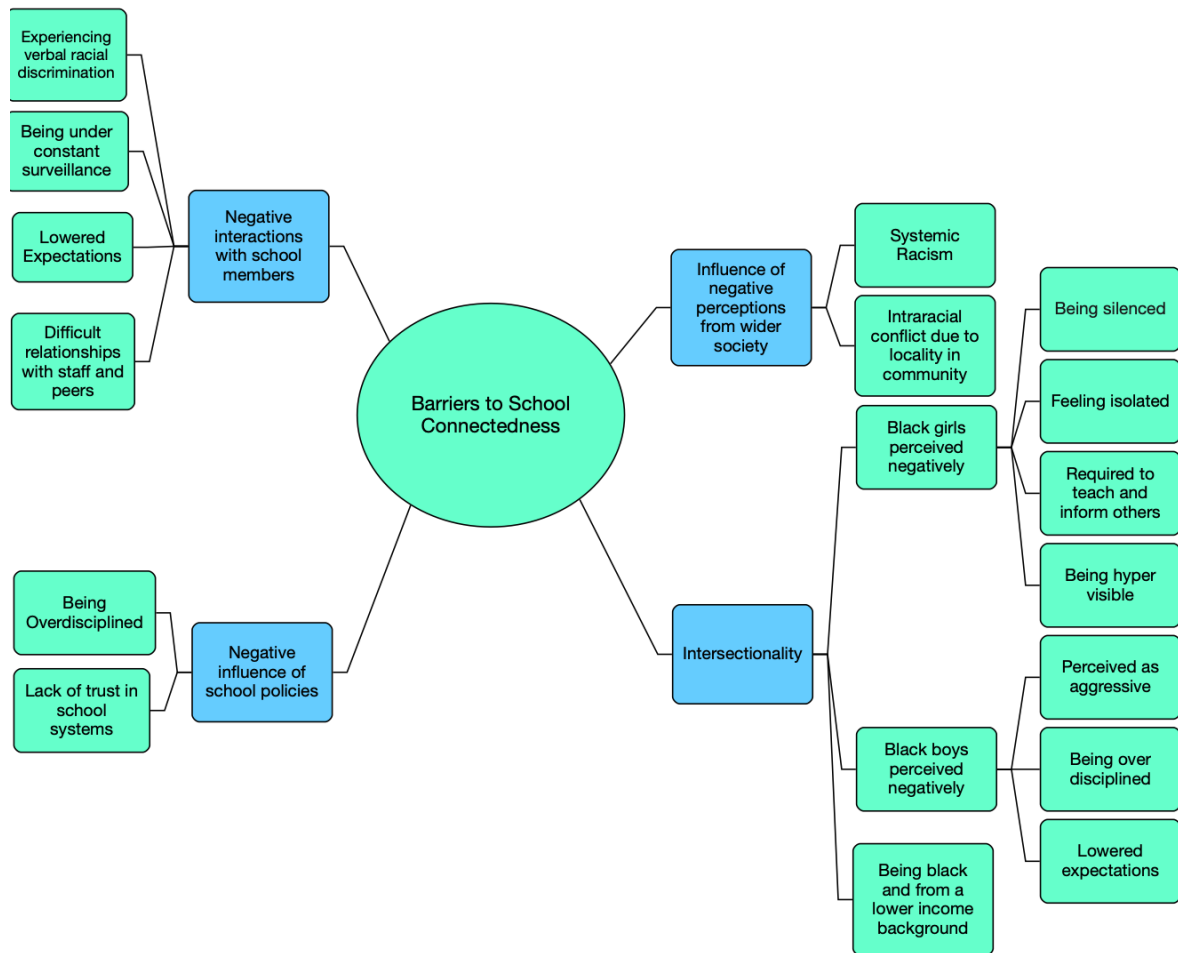 Experiencing
verbal racial
discrimination
Being under
constant
surveillance
Lowered
Expectations
Difficult
relationships
with staff and
peers
Negative
interactions
with school
members
Barriers to School
Connectedness
Being
Overdisciplined
Lack of trust in
school
systems
Negative
influence of
school policies
Influence of
negative
perceptions
from wider
society
Systemic
Racism
Intraracial
conflict due to
locality in
community
Intersectionality
Black girls
perceived
negatively
Being silenced
Feeling isolated
Required to
teach and
inform others
Being hyper
visible
Black boys
perceived
negatively
Perceived as
aggressive
Being over
disciplined
Lowered
expectations
Being black
and from a
lower income
background